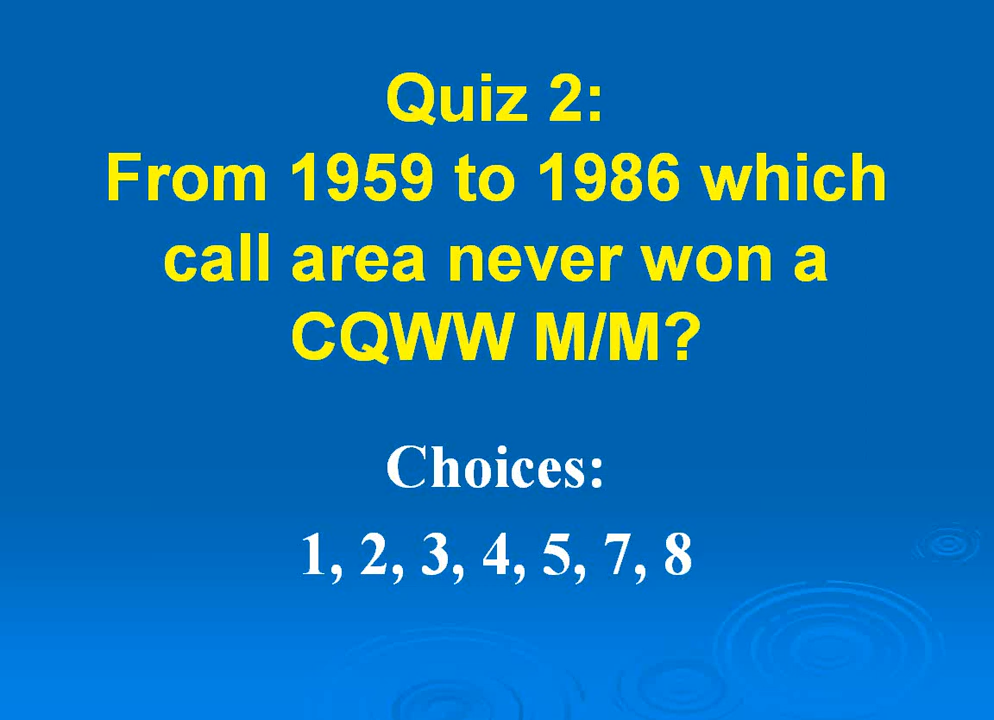 Quiz 2:
From 1959 to 1986 which
call area never won a
CQWW M/M?
Choices:
1, 2, 3, 4, 5, 7, 8